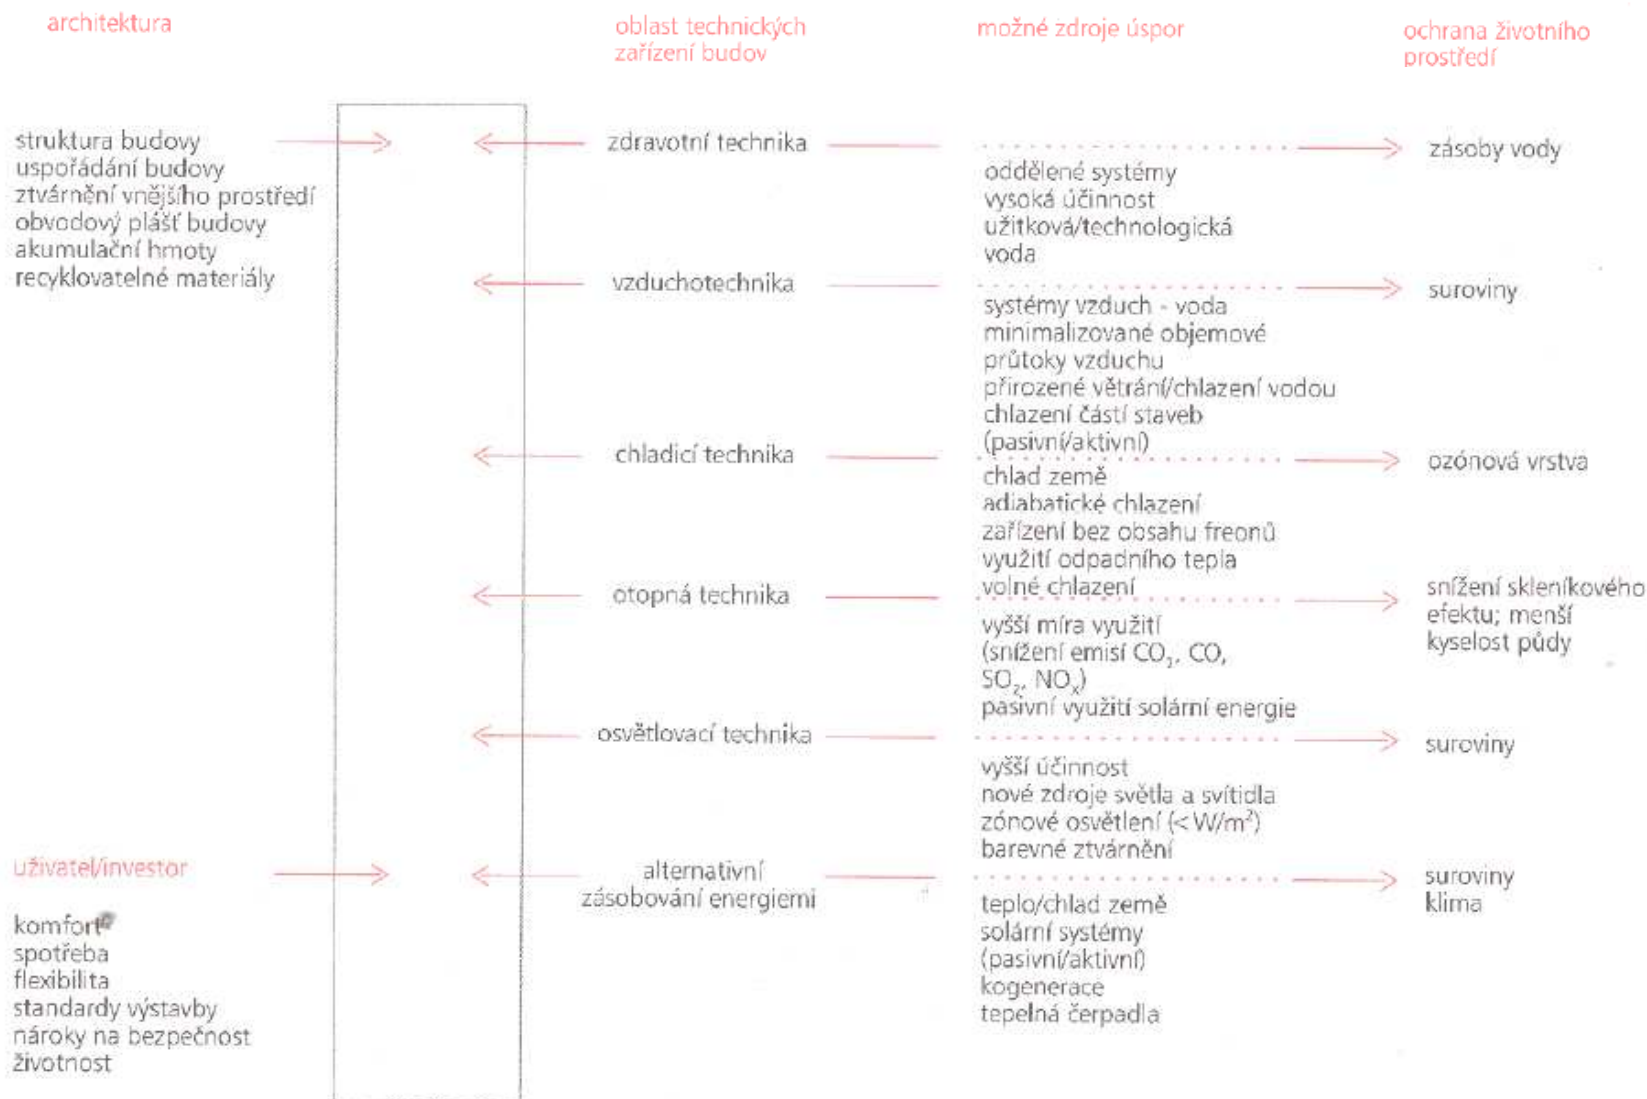 architektura
oblast technických
zařízení budov
možné zdroje úspor
ochrana životního
prostředí
struktura budovy
uspořádání budovy
ztvárnění vnějšího prostředí
obvodový plášť budovy
akumulační hmoty
recyklovatelné materiály
zdravotní technika
oddělené systémy
vysoká účinnost
užitková/technologická
voda
zásoby vody
vzduchotechnika
systémy vzduch - voda
minimalizované objemové
průtoky vzduchu
přirozené větrání/chlazení vodou
chlazení částí staveb
(pasivní/aktivní)
suroviny
chladicí technika
chlad země
adiabatické chlazení
zařízení bez obsahu freonů
využití odpadního tepla
volné chlazení
ozónová vrstva
otopná technika
vyšší míra využití
(snížení emisí CO₂, CO,
SO₂, NOₓ)
pasivní využití solární energie
snížení skleníkového
efektu; menší
kyselost půdy
osvětlovací technika
vyšší účinnost
nové zdroje světla a svítidla
zónové osvětlení (< W/m²)
barevné ztvárnění
suroviny
uživatel/investor
komfort
spotřeba
flexibilita
standardy výstavby
nároky na bezpečnost
životnost
alternativní
zásobování energiemi
teplo/chlad země
solární systémy
(pasivní/aktivní)
kogenerace
tepelná čerpadla
suroviny
klima